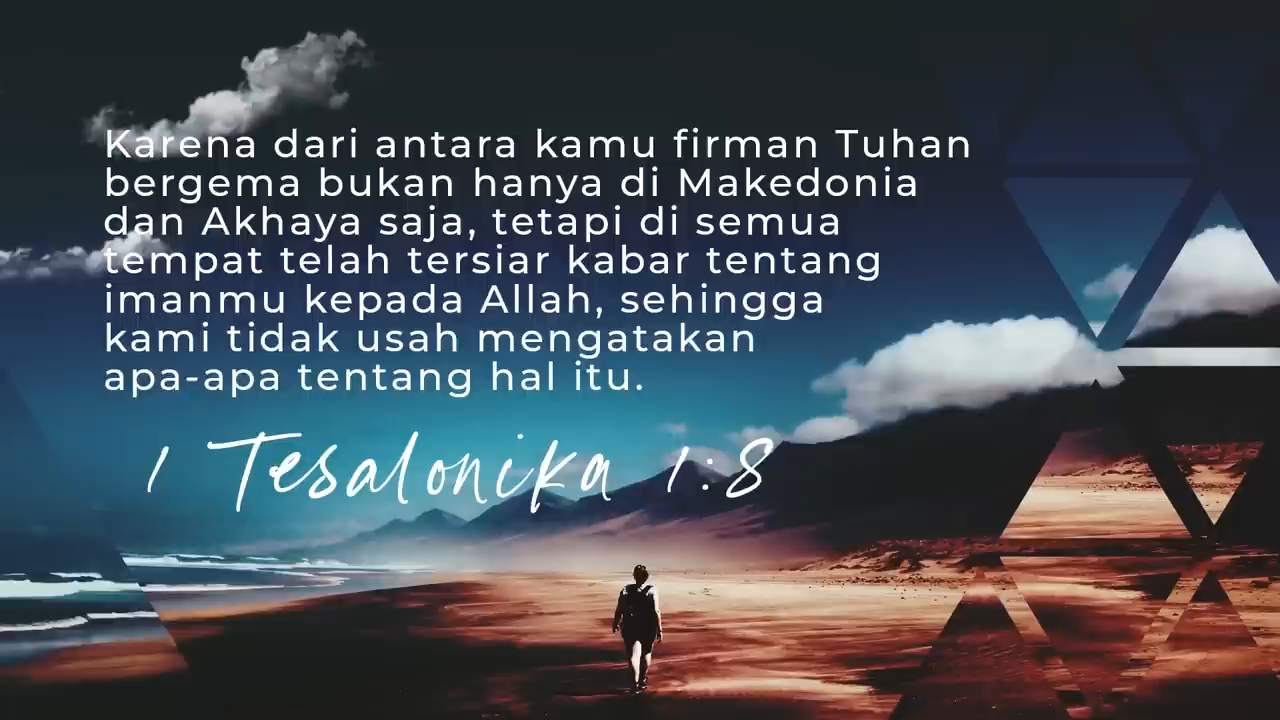 Karena dari antara kamu firman Tuhan
bergema bukan hanya di Makedonia
dan Akhaya saja, tetapi di semua
tempat telah tersiar kabar tentang
imanmu kepada Allah, sehingga
kami tidak usah mengatakan
apa-apa tentang hal itu.
1 Tesalonika 1:8